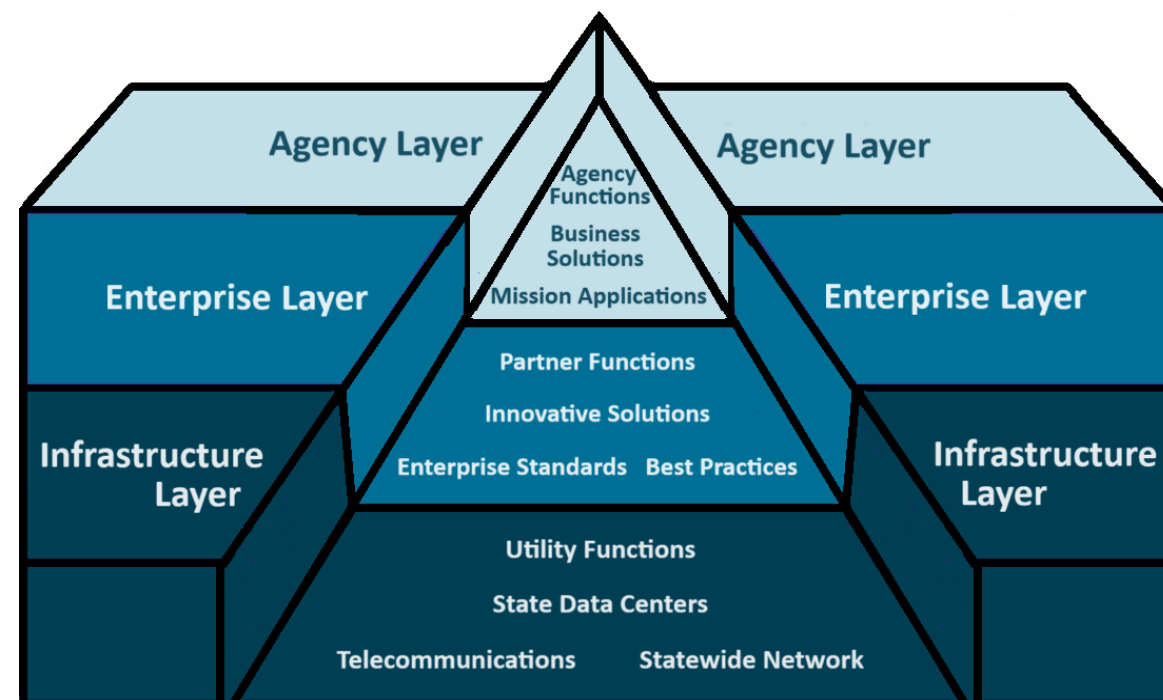 Agency Layer
Agency Layer
Agency
Functions
Business
Solutions
Mission Applications
Enterprise Layer
Enterprise Layer
Partner Functions
Innovative Solutions
Enterprise Standards Best Practices
Infrastructure
Layer
Infrastructure
Layer
Utility Functions
State Data Centers
Telecommunications Statewide Network